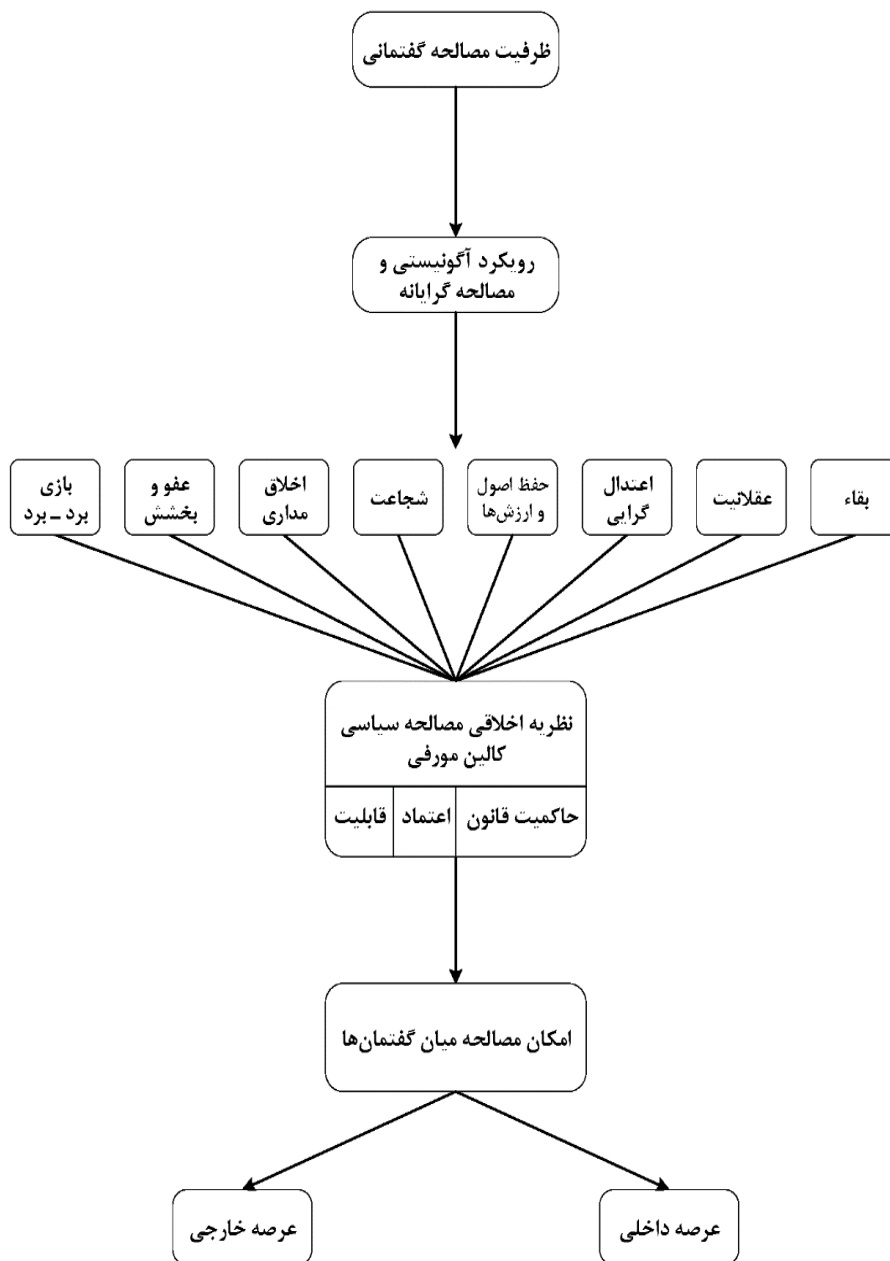 ظرفیت مصالحه گفتمانی
رویکرد آگونیستی و
مصالحه گرایانه
بقاء
عقلانیت
اعتدال
گرایی
حفظ اصول
و ارزش‌ها
شجاعت
اخلاق
مداری
عفو و
بخشش
بازی
برد ـ برد
نظریه اخلاقی مصالحه سیاسی
کالین مورفی
حاکمیت قانون
اعتماد
قابلیت
امکان مصالحه میان گفتمان‌ها
عرصه داخلی
عرصه خارجی